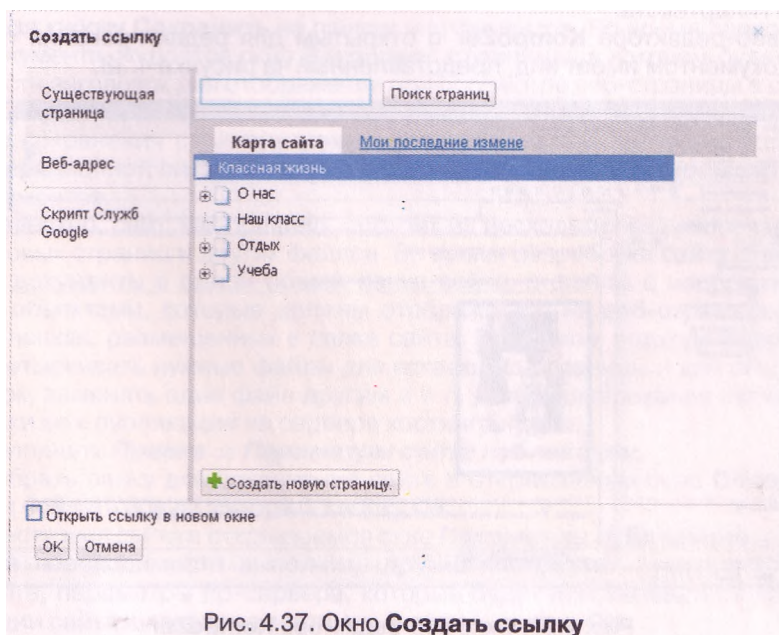 Создать ссылку
×
Существующая
страница
Поиск страниц
Карта сайта
Мои последние измене
Веб-адрес
Классная жизнь
О нас
Наш класс
Скрипт Служб
Google
Отдых
Учеба
Создать новую страницу
Открыть ссылку в новом окне
ОК
Отмена
Рис. 4.37. Окно Создать ссылку